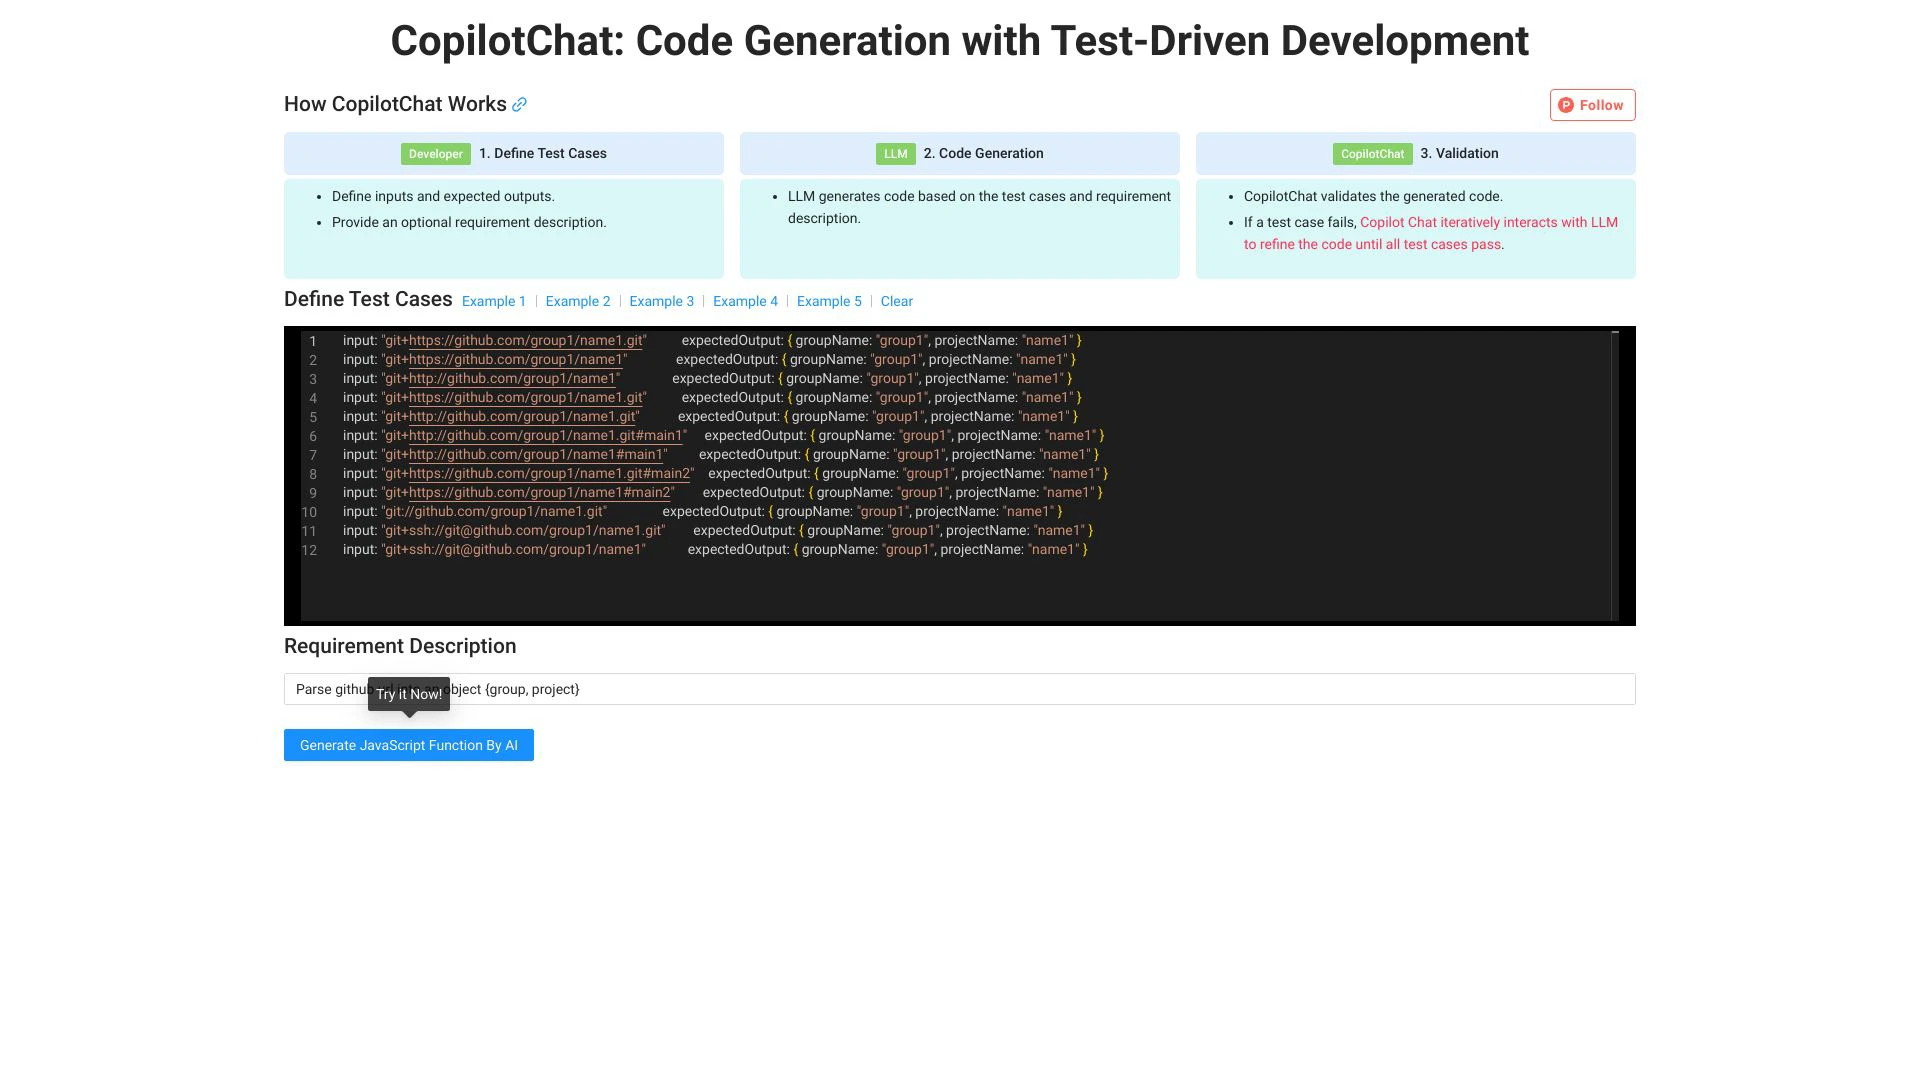 CopilotChat: Code Generation with Test-Driven Development
How CopilotChat Works
Follow
Developer 1. Define Test Cases
Define inputs and expected outputs.
Provide an optional requirement description.
LLM 2. Code Generation
LLM generates code based on the test cases and requirement
description.
CopilotChat 3. Validation
CopilotChat validates the generated code.
If a test case fails, Copilot Chat iteratively interacts with LLM
to refine the code until all test cases pass.
Define Test Cases Example 1 Example 2 Example 3 Example 4 Example 5 Clear
1 input: "git+https://github.com/group1/name1.git" expectedOutput: { groupName: "group1", projectName: "name1" }
2 input: "git+https://github.com/group1/name1" expectedOutput: { groupName: "group1", projectName: "name1" }
3 input: "git+http://github.com/group1/name1" expectedOutput: { groupName: "group1", projectName: "name1" }
4 input: "git+https://github.com/group1/name1.git" expectedOutput: { groupName: "group1", projectName: "name1" }
5 input: "git+http://github.com/group1/name1.git" expectedOutput: { groupName: "group1", projectName: "name1" }
6 input: "git+http://github.com/group1/name1.git#main1" expectedOutput: { groupName: "group1", projectName: "name1" }
7 input: "git+http://github.com/group1/name1#main1" expectedOutput: { groupName: "group1", projectName: "name1" }
8 input: "git+https://github.com/group1/name1.git#main2" expectedOutput: { groupName: "group1", projectName: "name1" }
9 input: "git+https://github.com/group1/name1#main2" expectedOutput: { groupName: "group1", projectName: "name1" }
10 input: "git://github.com/group1/name1.git" expectedOutput: { groupName: "group1", projectName: "name1" }
11 input: "git+ssh://git@github.com/group1/name1.git" expectedOutput: { groupName: "group1", projectName: "name1" }
12 input: "git+ssh://git@github.com/group1/name1" expectedOutput: { groupName: "group1", projectName: "name1" }
Requirement Description
Parse github object {group, project}
Try it Now!
Generate JavaScript Function By AI